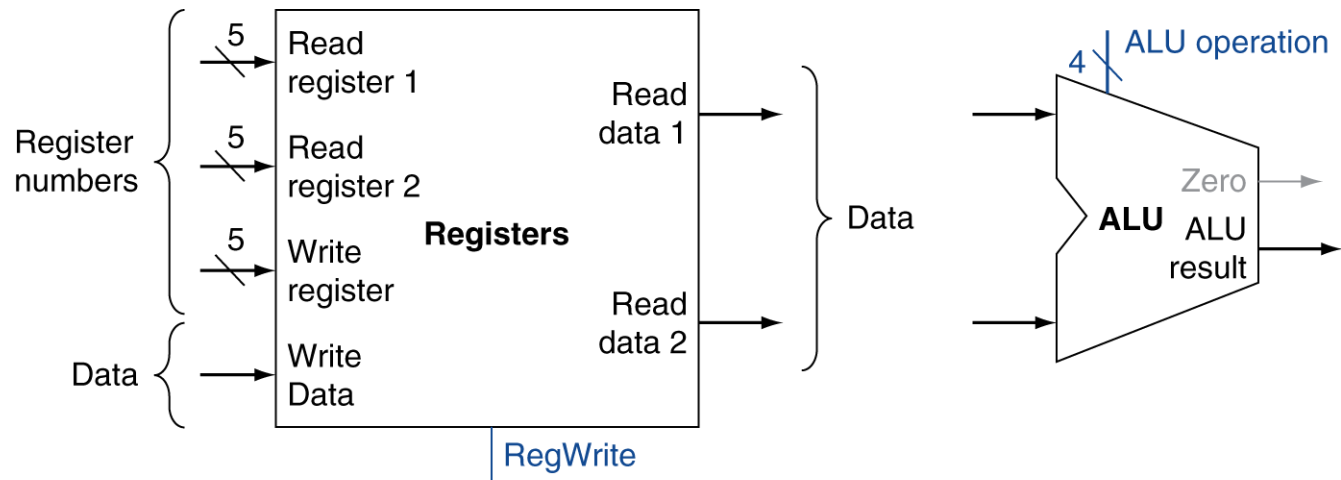 Register
numbers
5
Read
register 1
5
Read
register 2
5
Write
register
Data
Write
Data
Registers
Read
data 1
Read
data 2
Data
RegWrite
4
ALU operation
ALU
Zero
ALU
result